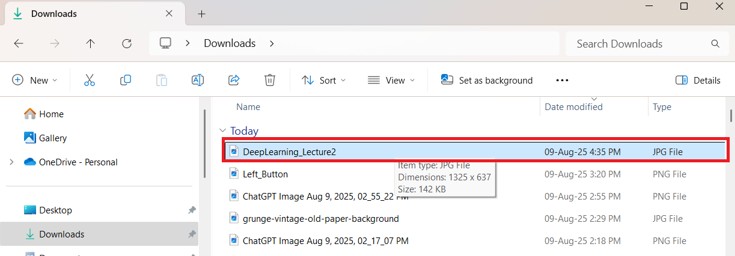 Downloads
Downloads
Search Downloads
New
Sort
View
Set as background
Details
Home
Gallery
OneDrive - Personal
Desktop
Downloads
Name
Date modified
Type
Today
DeepLearning_Lecture2 09-Aug-25 4:35 PM JPG File
Item type: JPG File
Dimensions: 1325 x 637
Size: 142 KB
Left_Button 09-Aug-25 3:20 PM PNG File
ChatGPT Image Aug 9, 2025, 02_55_22 PM 09-Aug-25 2:55 PM PNG File
grunge-vintage-old-paper-background 09-Aug-25 2:29 PM JPG File
ChatGPT Image Aug 9, 2025, 02_17_07 PM 09-Aug-25 2:18 PM PNG File